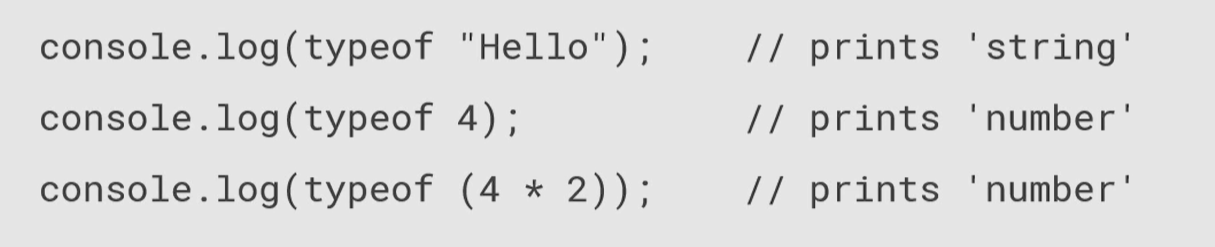 console.log(typeof "Hello");    // prints 'string'
console.log(typeof 4);          // prints 'number'
console.log(typeof (4 * 2));    // prints 'number'